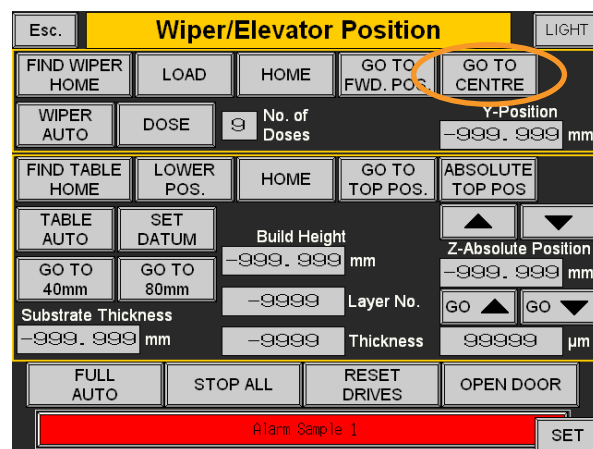 Esc.
Wiper/Elevator Position
LIGHT
FIND WIPER
HOME
LOAD
HOME
GO TO
FWD. POS.
GO TO
CENTRE
WIPER
AUTO
DOSE
9
No. of
Doses
Y-Position
-999.999 mm
FIND TABLE
HOME
LOWER
POS.
HOME
GO TO
TOP POS.
ABSOLUTE
TOP POS
TABLE
AUTO
SET
DATUM
Build Height
-999.999 mm
Z-Absolute Position
-999.999 mm
GO TO
40mm
GO TO
80mm
-9999 Layer No.
GO ▲
GO ▼
Substrate Thickness
-999.999 mm
-9999 Thickness
99999 µm
FULL
AUTO
STOP ALL
RESET
DRIVES
OPEN DOOR
Alarm Sample 1
SET